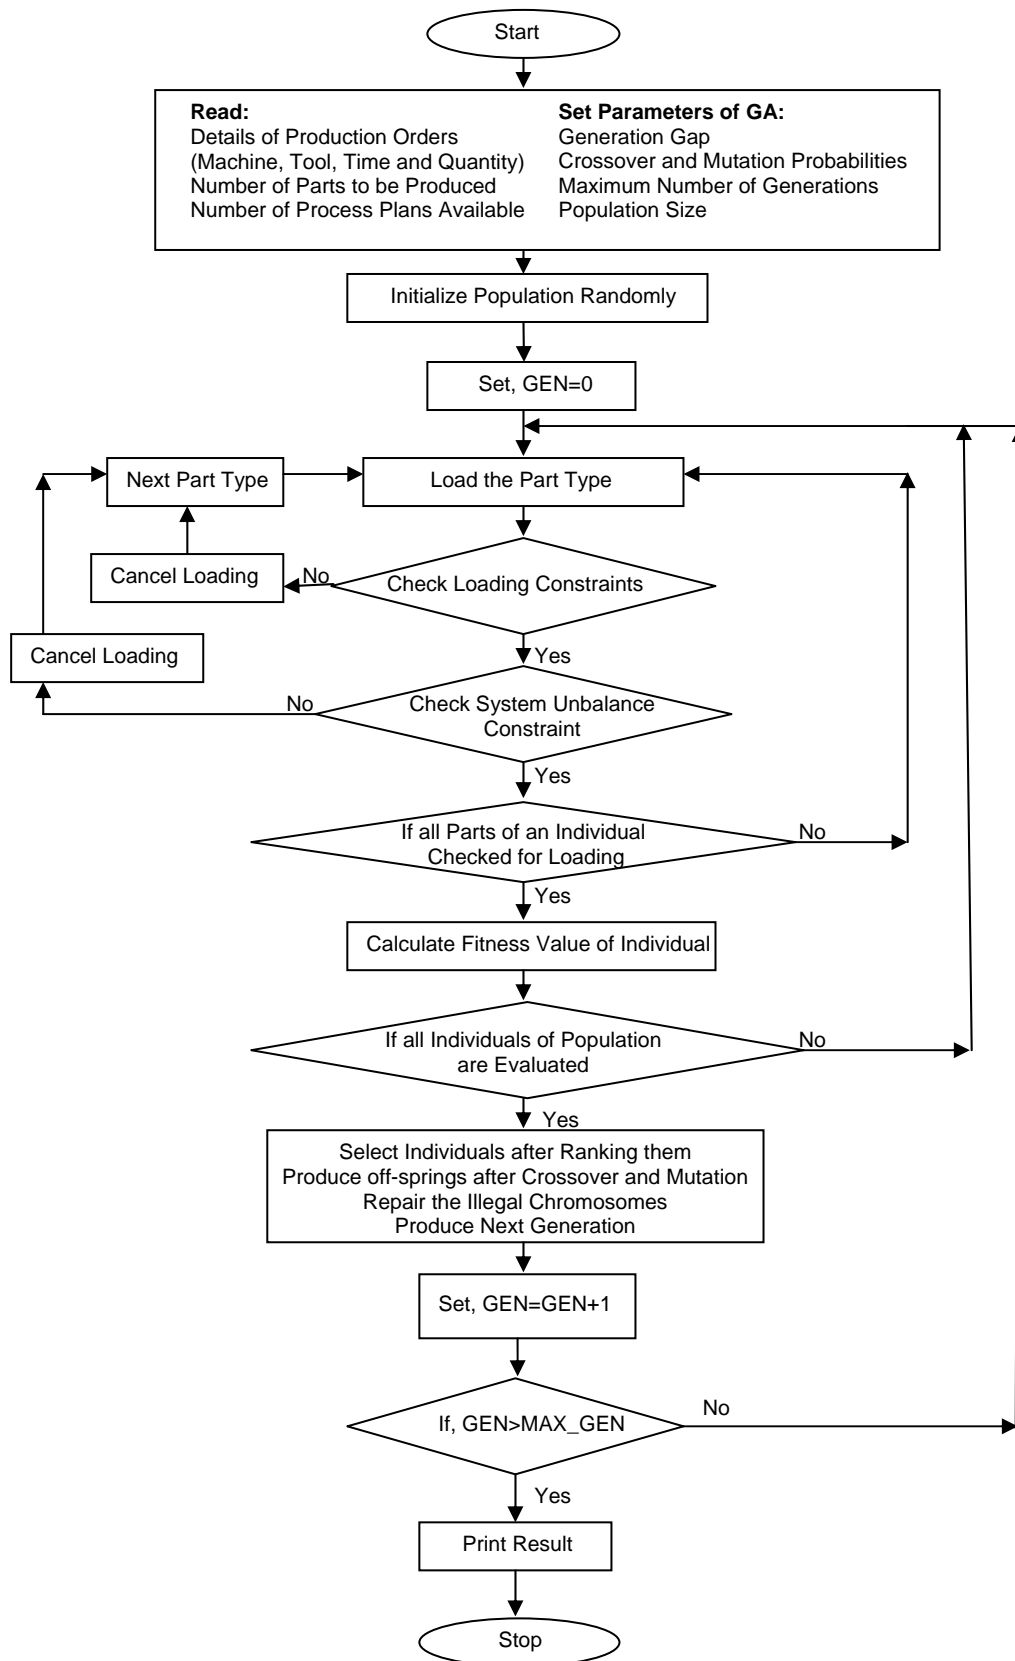 Start
Read:
Details of Production Orders
(Machine, Tool, Time and Quantity)
Number of Parts to be Produced
Number of Process Plans Available
Set Parameters of GA:
Generation Gap
Crossover and Mutation Probabilities
Maximum Number of Generations
Population Size
Initialize Population Randomly
Set, GEN=0
Next Part Type
Load the Part Type
Cancel Loading
No
Check Loading Constraints
Yes
Cancel Loading
No
Check System Unbalance
Constraint
Yes
If all Parts of an Individual
Checked for Loading
No
Yes
Calculate Fitness Value of Individual
If all Individuals of Population
are Evaluated
No
Yes
Select Individuals after Ranking them
Produce off-springs after Crossover and Mutation
Repair the Illegal Chromosomes
Produce Next Generation
Set, GEN=GEN+1
If, GEN>MAX_GEN
No
Yes
Print Result
Stop